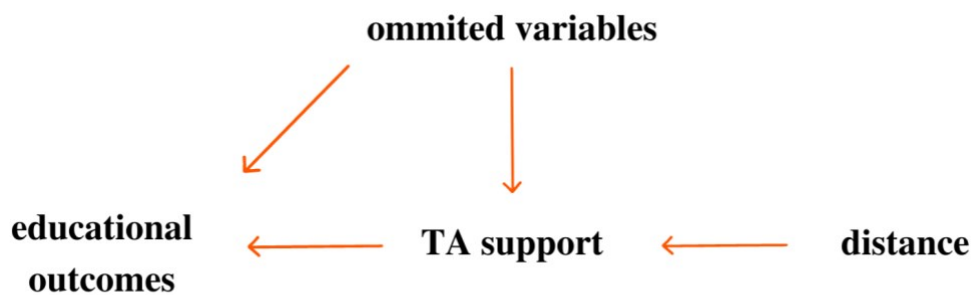 ommited variables
educational
outcomes
TA support
distance